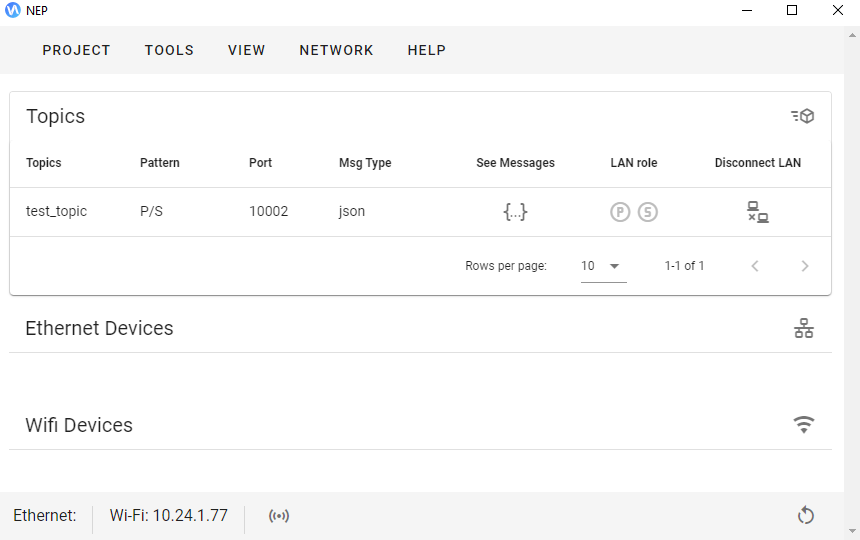 NEP
PROJECT TOOLS VIEW NETWORK HELP
Topics
Topics Pattern Port Msg Type See Messages LAN role Disconnect LAN
test_topic P/S 10002 json {...} P S
Rows per page: 10 1-1 of 1
Ethernet Devices
Wifi Devices
Ethernet: Wi-Fi: 10.24.1.77